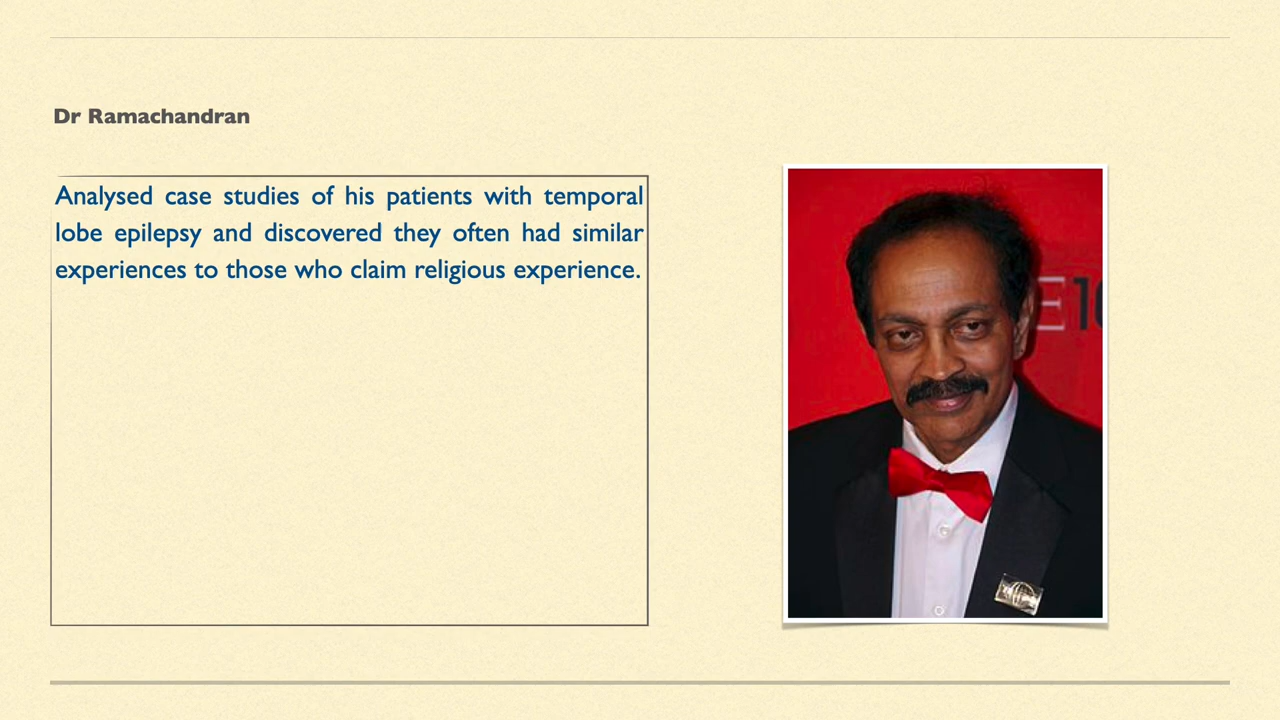 Dr Ramachandran
Analysed case studies of his patients with temporal
lobe epilepsy and discovered they often had similar
experiences to those who claim religious experience.
E 10